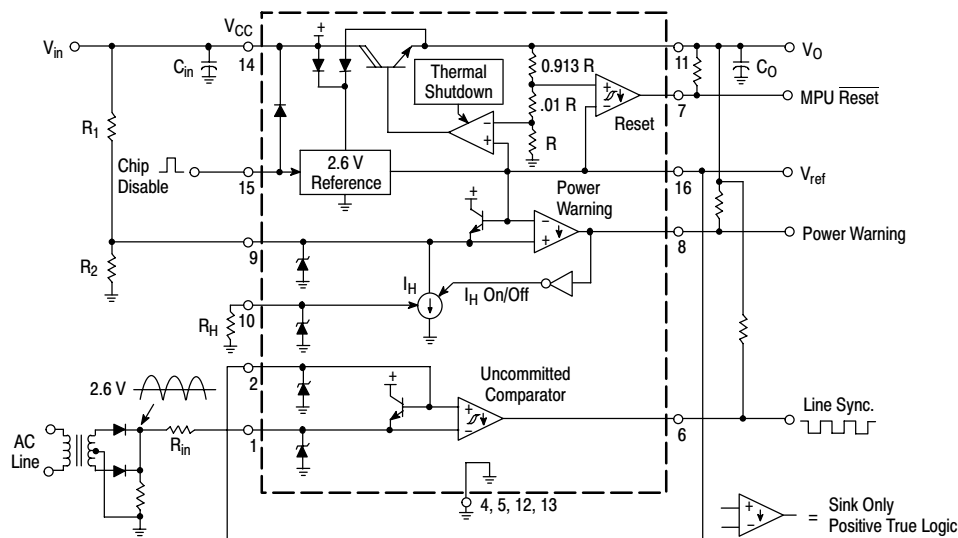 V_in
V_CC
14
C_in
Thermal
Shutdown
0.913 R
.01 R
R
−
+
Reset
11
C_O
V_O
7
MPU R̅e̅s̅e̅t̅
R_1
Chip
Disable
15
2.6 V
Reference
16
V_ref
+
Power
Warning
−
+
8
Power Warning
9
R_2
I_H
I_H On/Off
10
R_H
2
2.6 V
+
Uncommitted
Comparator
+
−
6
Line Sync.
AC
Line
R_in
1
4, 5, 12, 13
+
−
= Sink Only
Positive True Logic
+